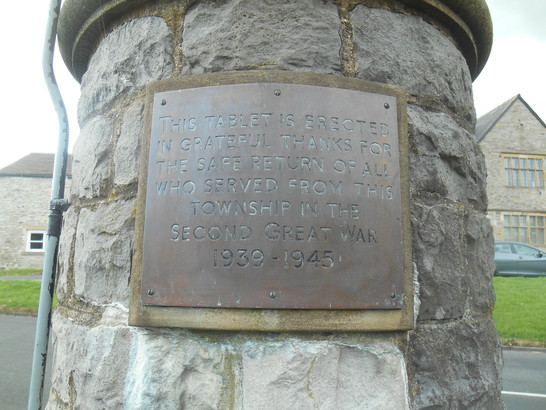 THIS TABLET IS ERECTED
IN GRATEFUL THANKS FOR
THE SAFE RETURN OF ALL
WHO SERVED FROM THIS
TOWNSHIP IN THE
SECOND GREAT WAR
1939-1945